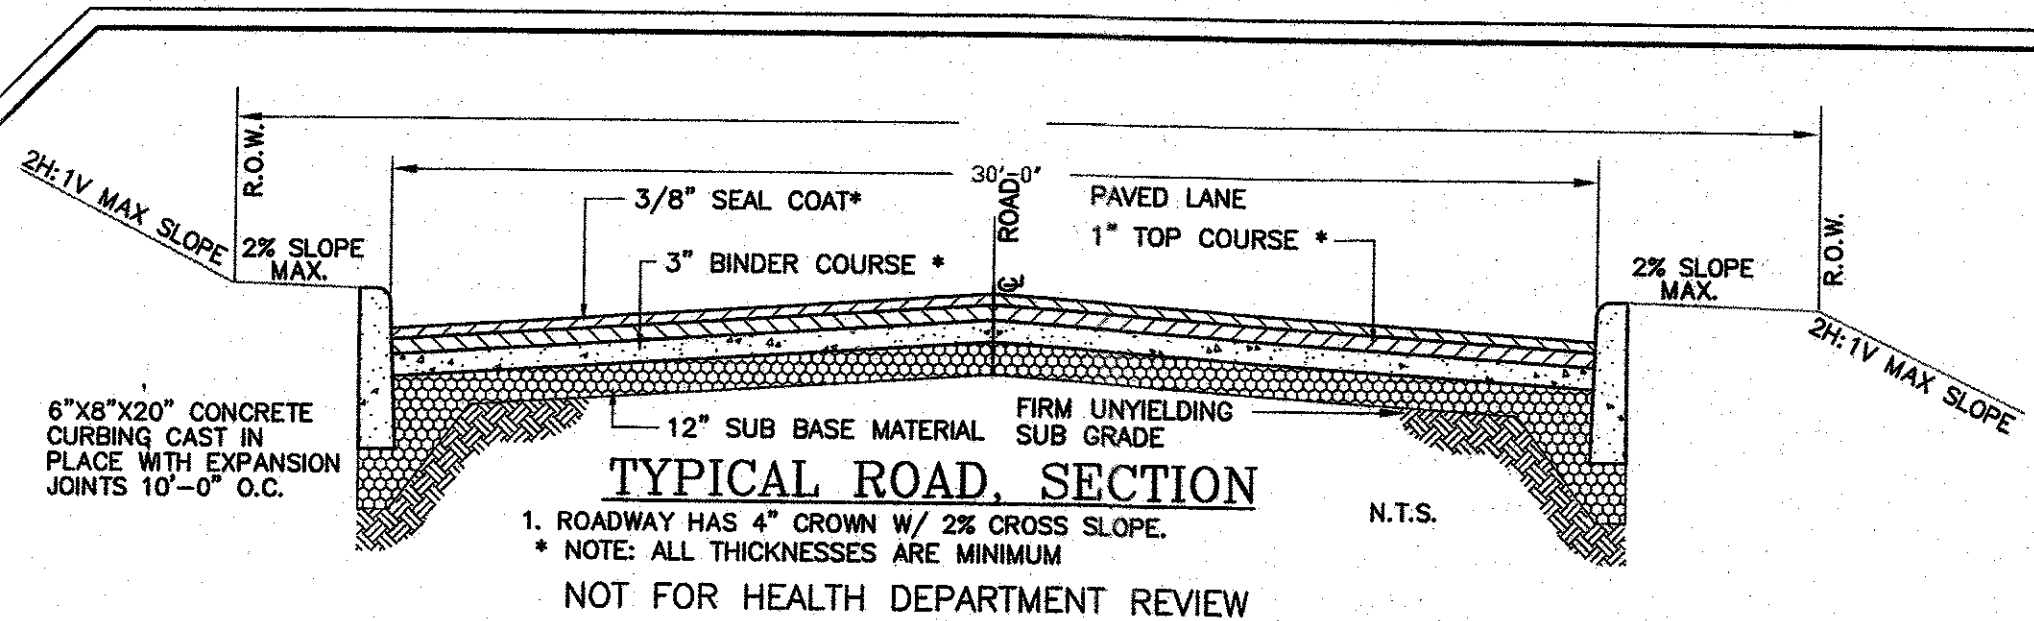 R.O.W.
2H:1V MAX SLOPE
2% SLOPE
MAX.
30'-0"
3/8" SEAL COAT*
3" BINDER COURSE *
ROAD
℄
PAVED LANE
1" TOP COURSE *
2% SLOPE
MAX.
R.O.W.
2H:1V MAX SLOPE
6"X8"X20" CONCRETE
CURBING CAST IN
PLACE WITH EXPANSION
JOINTS 10'-0" O.C.
12" SUB BASE MATERIAL
FIRM UNYIELDING
SUB GRADE
TYPICAL ROAD, SECTION
N.T.S.
1. ROADWAY HAS 4" CROWN W/ 2% CROSS SLOPE.
* NOTE: ALL THICKNESSES ARE MINIMUM
NOT FOR HEALTH DEPARTMENT REVIEW